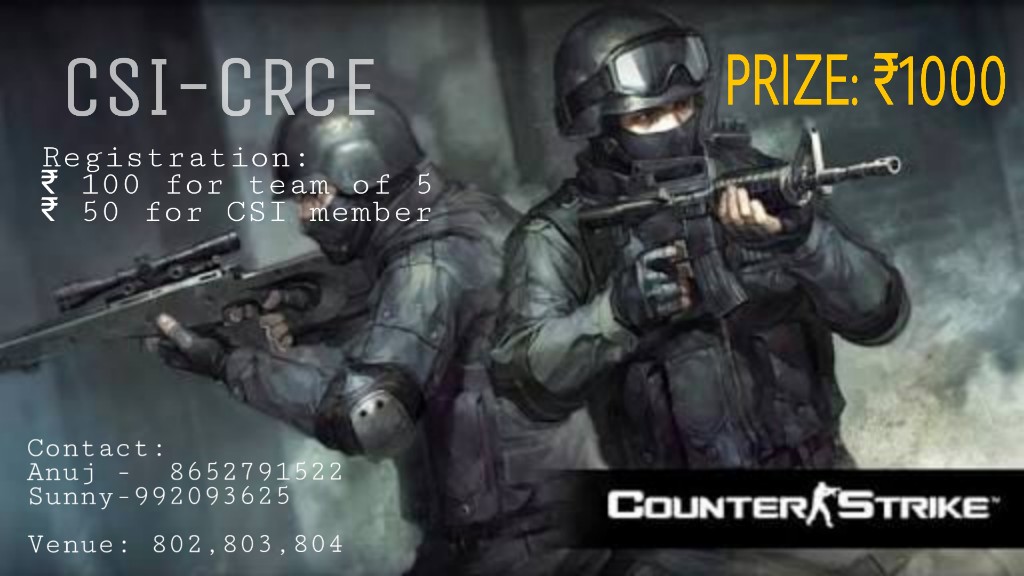 CSI-CRCE
PRIZE: ₹1000
Registration:
₹ 100 for team of 5
₹ 50 for CSI member
Contact:
Anuj - 8652791522
Sunny-992093625
Venue: 802,803,804
COUNTER STRIKE™